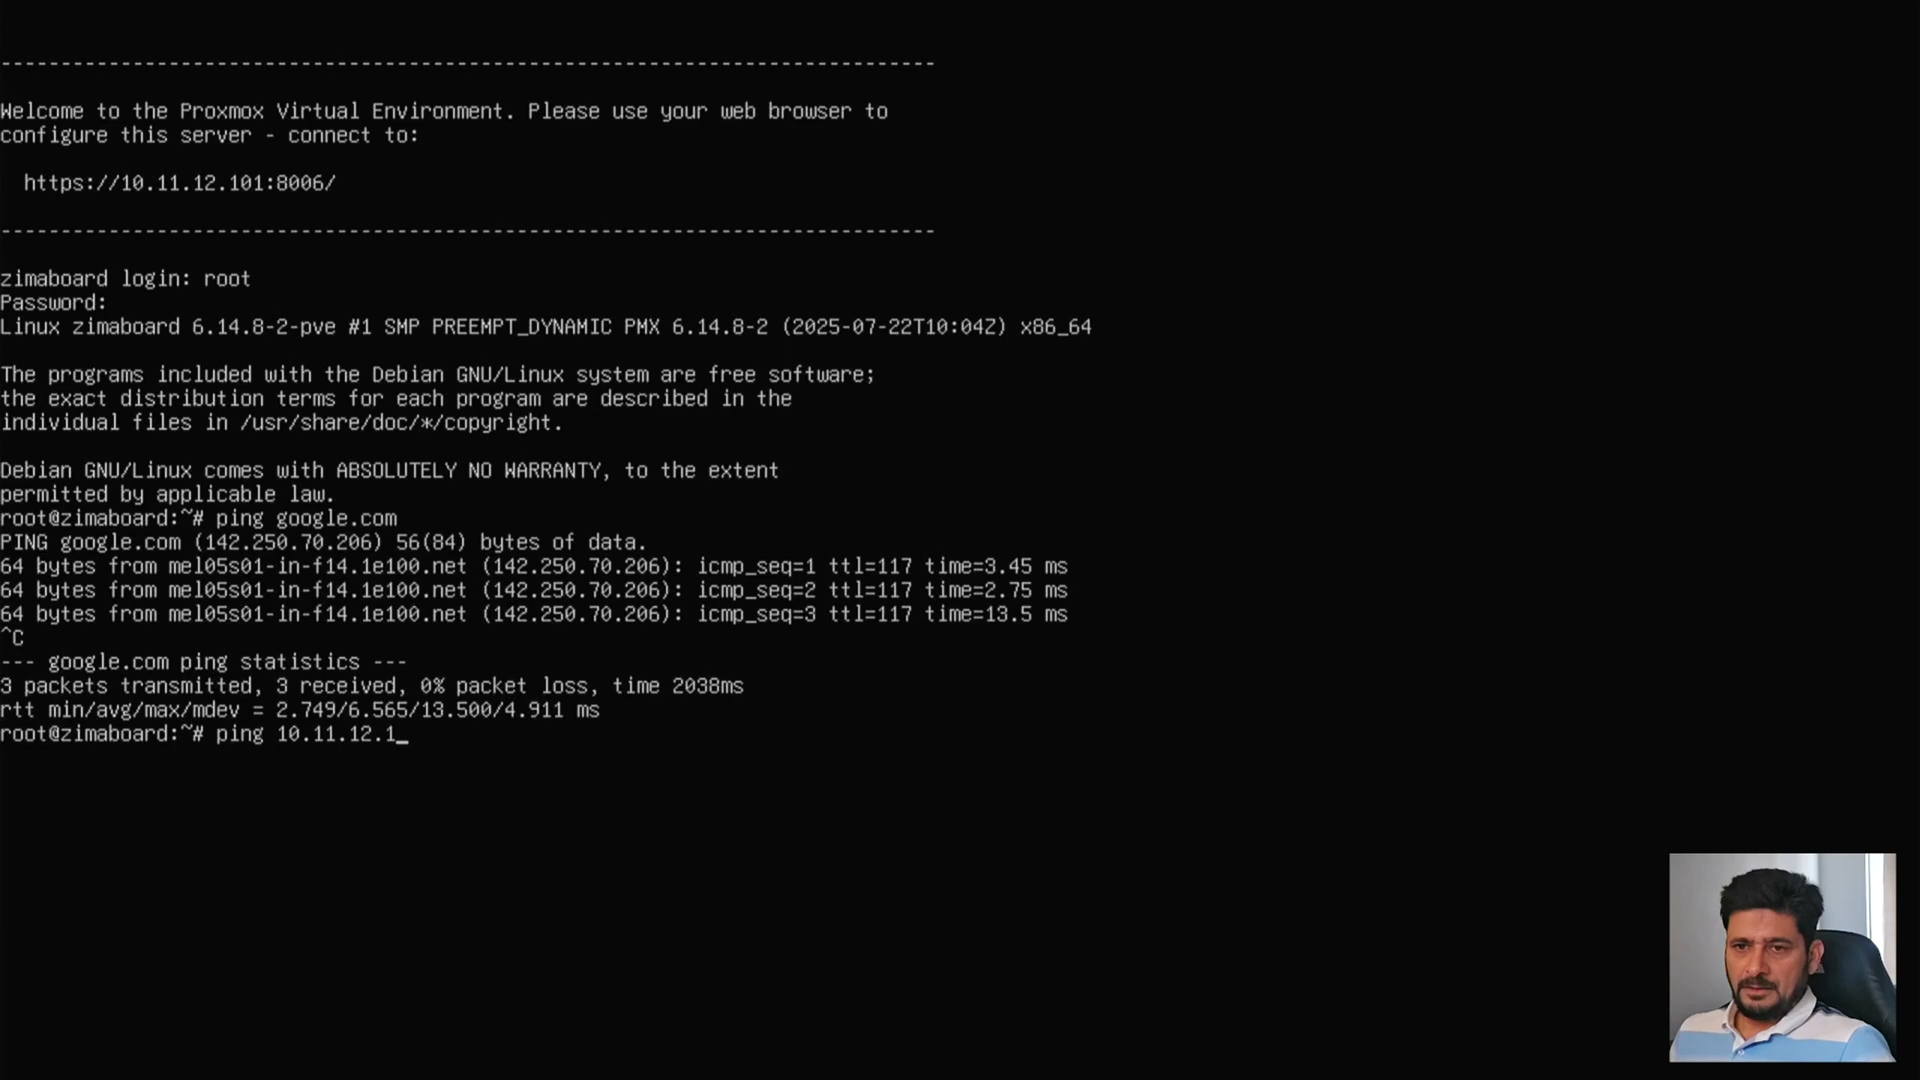 --------------------------------------------------------------------------------
Welcome to the Proxmox Virtual Environment. Please use your web browser to
configure this server - connect to:
https://10.11.12.101:8006/
--------------------------------------------------------------------------------
zimaboard login: root
Password:
Linux zimaboard 6.14.8-2-pve #1 SMP PREEMPT_DYNAMIC PMX 6.14.8-2 (2025-07-22T10:04Z) x86_64
The programs included with the Debian GNU/Linux system are free software;
the exact distribution terms for each program are described in the
individual files in /usr/share/doc/*/copyright.
Debian GNU/Linux comes with ABSOLUTELY NO WARRANTY, to the extent
permitted by applicable law.
root@zimaboard:~# ping google.com
PING google.com (142.250.70.206) 56(84) bytes of data.
64 bytes from mel05s01-in-f14.1e100.net (142.250.70.206): icmp_seq=1 ttl=117 time=3.45 ms
64 bytes from mel05s01-in-f14.1e100.net (142.250.70.206): icmp_seq=2 ttl=117 time=2.75 ms
64 bytes from mel05s01-in-f14.1e100.net (142.250.70.206): icmp_seq=3 ttl=117 time=13.5 ms
^C
--- google.com ping statistics ---
3 packets transmitted, 3 received, 0% packet loss, time 2038ms
rtt min/avg/max/mdev = 2.749/6.565/13.500/4.911 ms
root@zimaboard:~# ping 10.11.12.1_